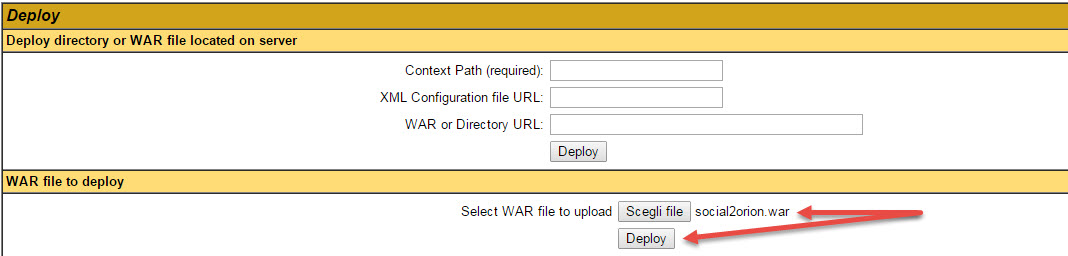 Deploy
Deploy directory or WAR file located on server
Context Path (required):
XML Configuration file URL:
WAR or Directory URL:
Deploy
WAR file to deploy
Select WAR file to upload Scegli file social2orion.war
Deploy